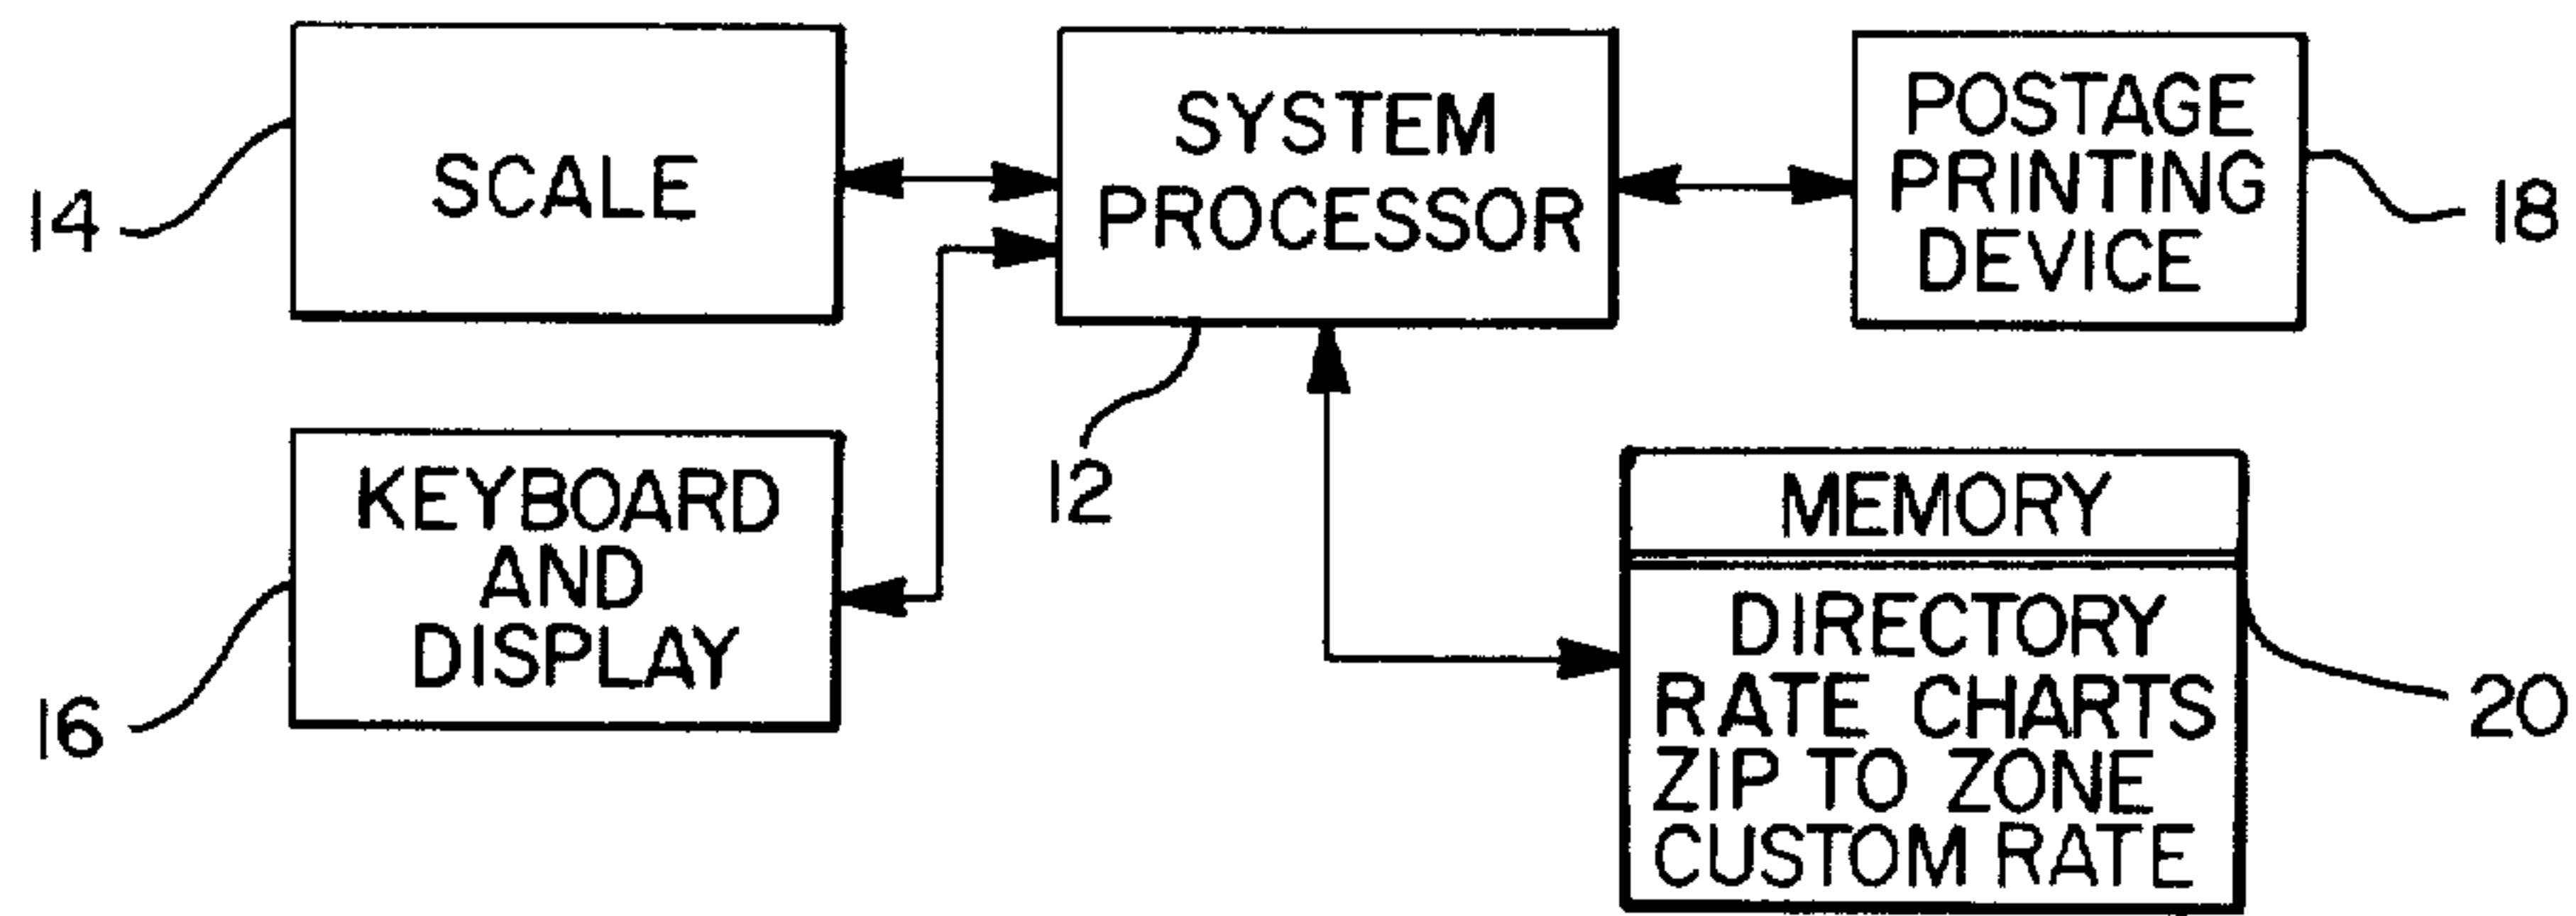 SCALE
14
SYSTEM
PROCESSOR
12
POSTAGE
PRINTING
DEVICE
18
KEYBOARD
AND
DISPLAY
16
MEMORY
DIRECTORY
RATE CHARTS
ZIP TO ZONE
CUSTOM RATE
20